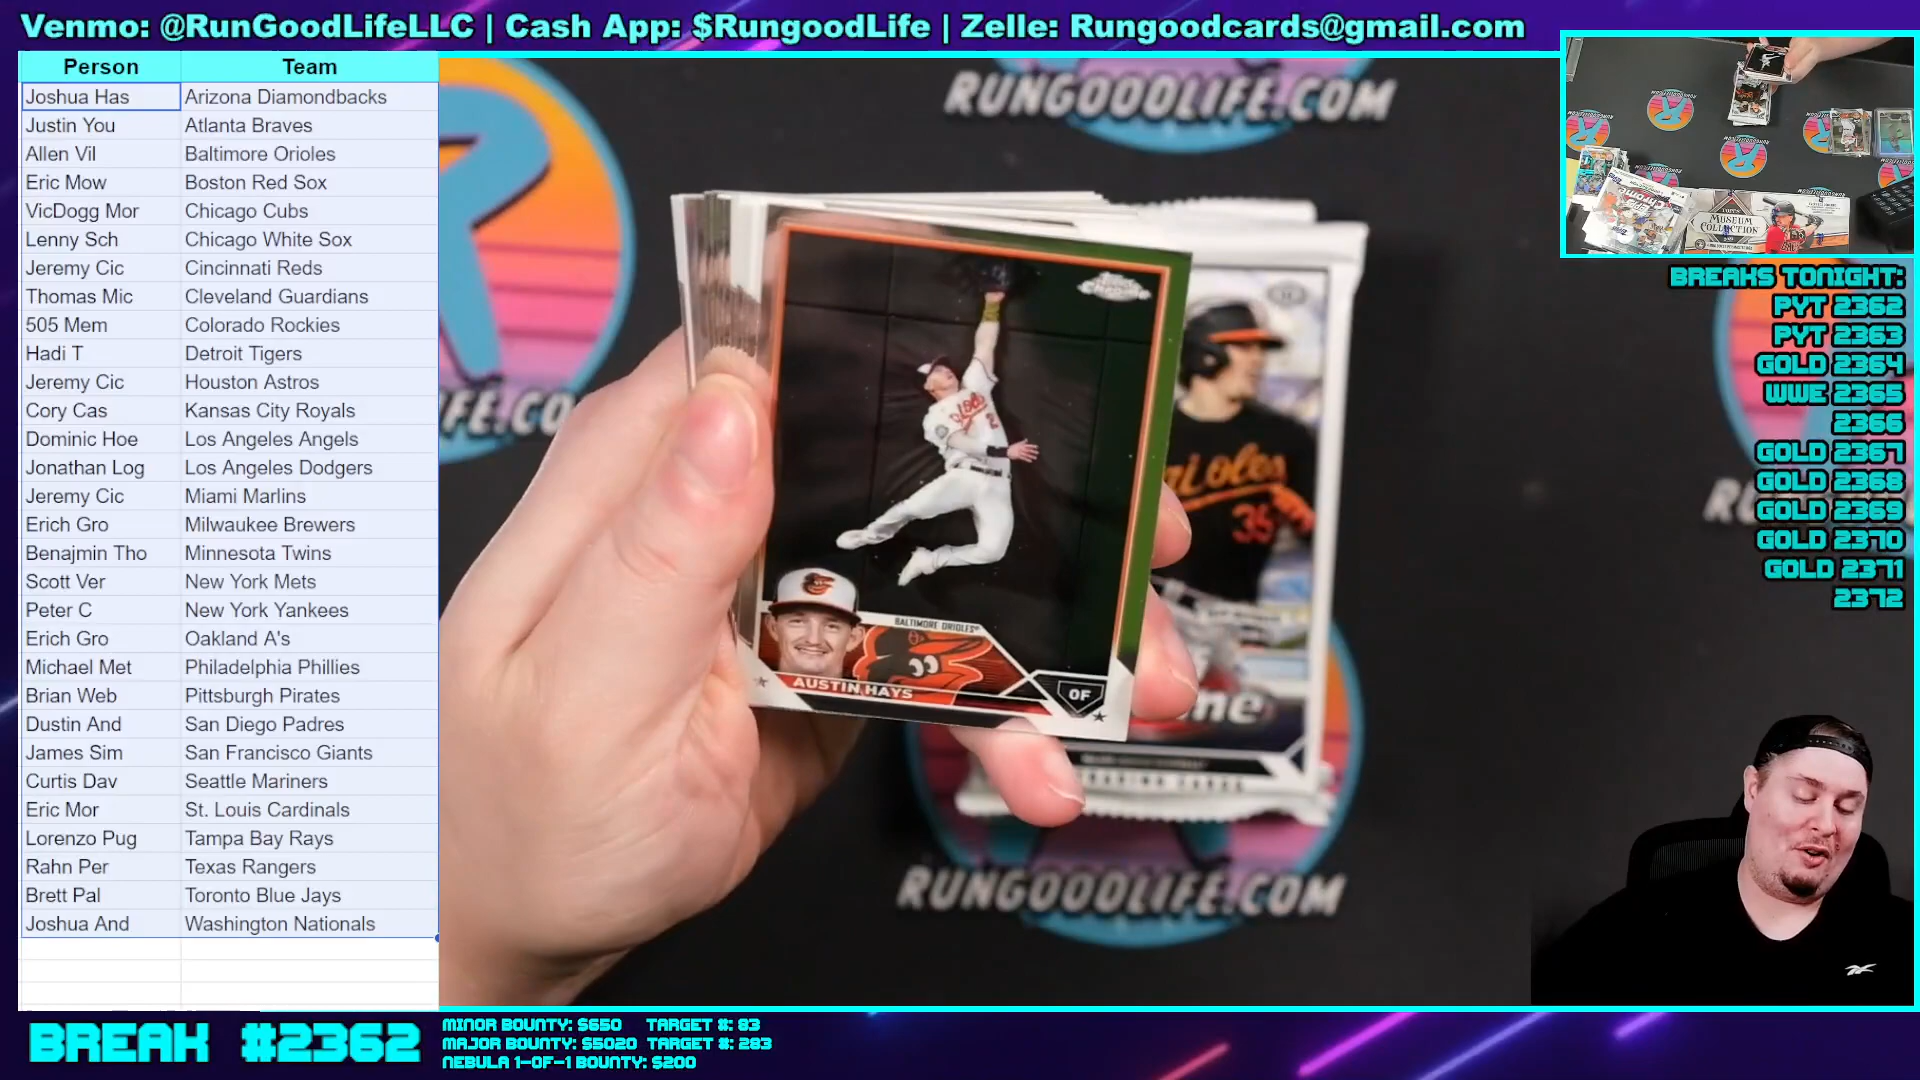 Venmo: @RunGoodLifeLLC | Cash App: $RungoodLife | Zelle: Rungoodcards@gmail.com
Person Team
Joshua Has Arizona Diamondbacks
Justin You Atlanta Braves
Allen Vil Baltimore Orioles
Eric Mow Boston Red Sox
VicDogg Mor Chicago Cubs
Lenny Sch Chicago White Sox
Jeremy Cic Cincinnati Reds
Thomas Mic Cleveland Guardians
505 Mem Colorado Rockies
Hadi T Detroit Tigers
Jeremy Cic Houston Astros
Cory Cas Kansas City Royals
Dominic Hoe Los Angeles Angels
Jonathan Log Los Angeles Dodgers
Jeremy Cic Miami Marlins
Erich Gro Milwaukee Brewers
Benajmin Tho Minnesota Twins
Scott Ver New York Mets
Peter C New York Yankees
Erich Gro Oakland A's
Michael Met Philadelphia Phillies
Brian Web Pittsburgh Pirates
Dustin And San Diego Padres
James Sim San Francisco Giants
Curtis Dav Seattle Mariners
Eric Mor St. Louis Cardinals
Lorenzo Pug Tampa Bay Rays
Rahn Per Texas Rangers
Brett Pal Toronto Blue Jays
Joshua And Washington Nationals
RUNGOODLIFE.COM
BALTIMORE ORIOLES
AUSTIN HAYS
OF
35
RUNGOODLIFE.COM
MUSEUM
COLLECTION
BREAKS TONIGHT:
PYT 2362
PYT 2363
GOLD 2364
WWE 2365
2366
GOLD 2367
GOLD 2368
GOLD 2369
GOLD 2370
GOLD 2371
2372
BREAK #2362
MINOR BOUNTY: $650 TARGET #: 83
MAJOR BOUNTY: $5020 TARGET #: 283
NEBULA 1-OF-1 BOUNTY: $200